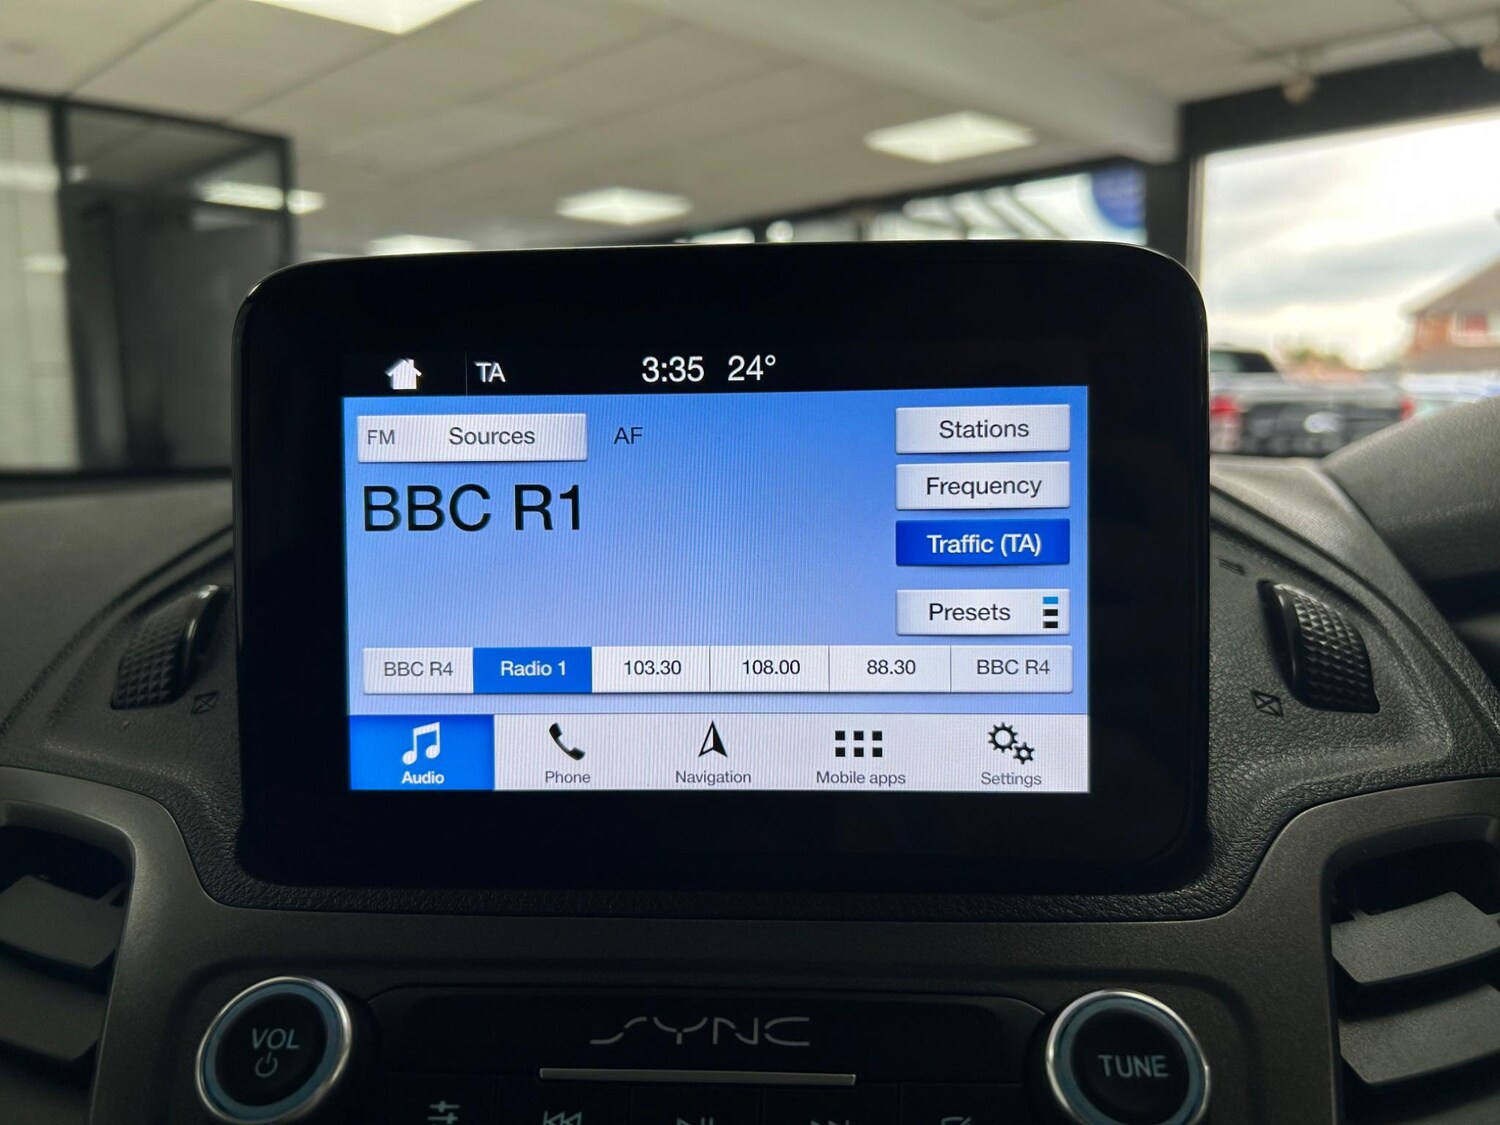 TA 3:35 24°
FM Sources AF Stations
BBC R1
Frequency
Traffic (TA)
Presets
BBC R4 Radio 1 103.30 108.00 88.30 BBC R4
Audio Phone Navigation Mobile apps Settings
SYNC
VOL
TUNE